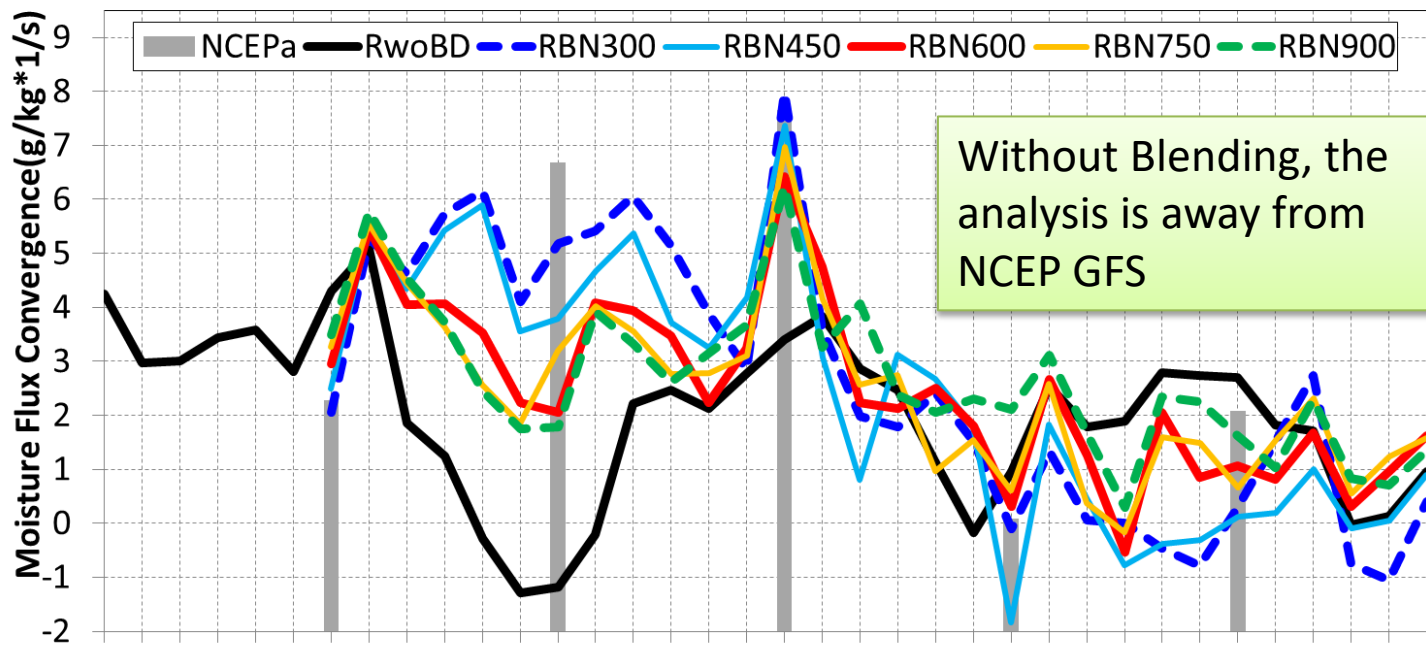 NCEPa RwoBD RBN300 RBN450 RBN600 RBN750 RBN900
Moisture Flux Convergence(g/kg*1/s)
9
8
7
6
5
4
3
2
1
0
-1
-2
Without Blending, the
analysis is away from
NCEP GFS